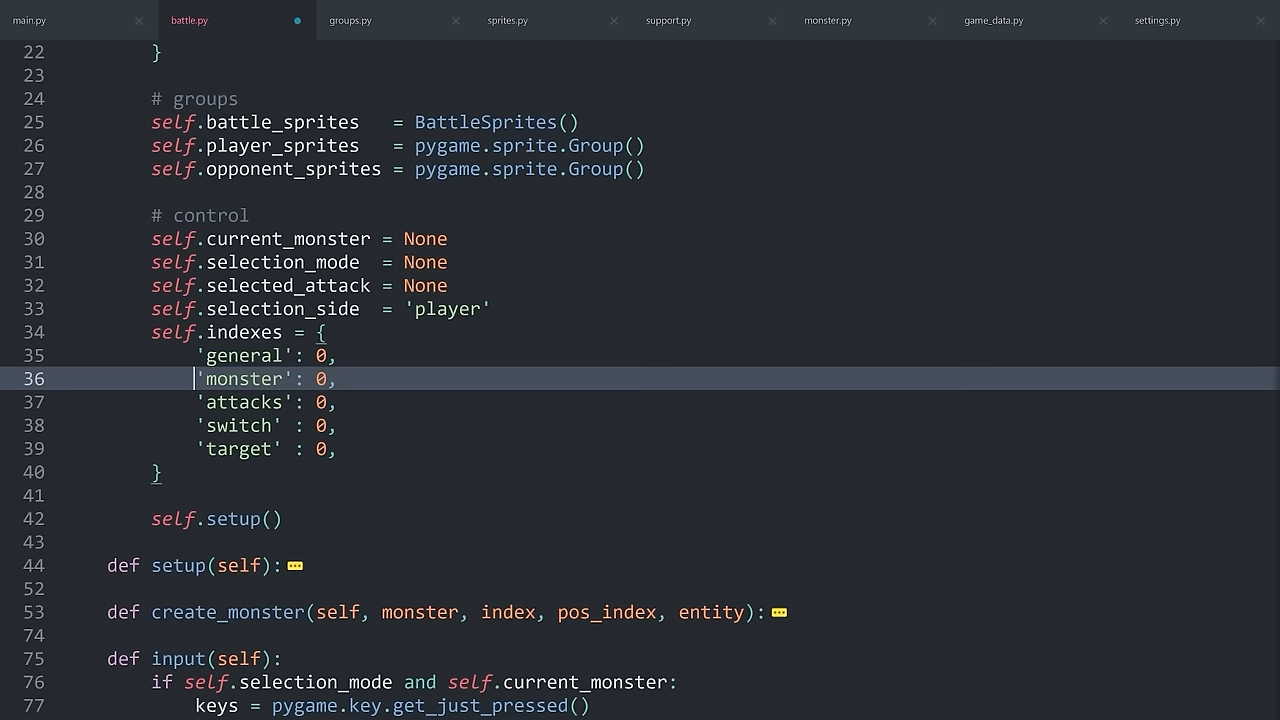 main.py battle.py groups.py sprites.py support.py monster.py game_data.py settings.py
22 }
23
24 # groups
25 self.battle_sprites   = BattleSprites()
26 self.player_sprites   = pygame.sprite.Group()
27 self.opponent_sprites = pygame.sprite.Group()
28
29 # control
30 self.current_monster = None
31 self.selection_mode  = None
32 self.selected_attack = None
33 self.selection_side  = 'player'
34 self.indexes = {
35 'general': 0,
36 'monster': 0,
37 'attacks': 0,
38 'switch' : 0,
39 'target' : 0,
40 }
41
42 self.setup()
43
44 def setup(self):
52
53 def create_monster(self, monster, index, pos_index, entity):
74
75 def input(self):
76 if self.selection_mode and self.current_monster:
77 keys = pygame.key.get_just_pressed()